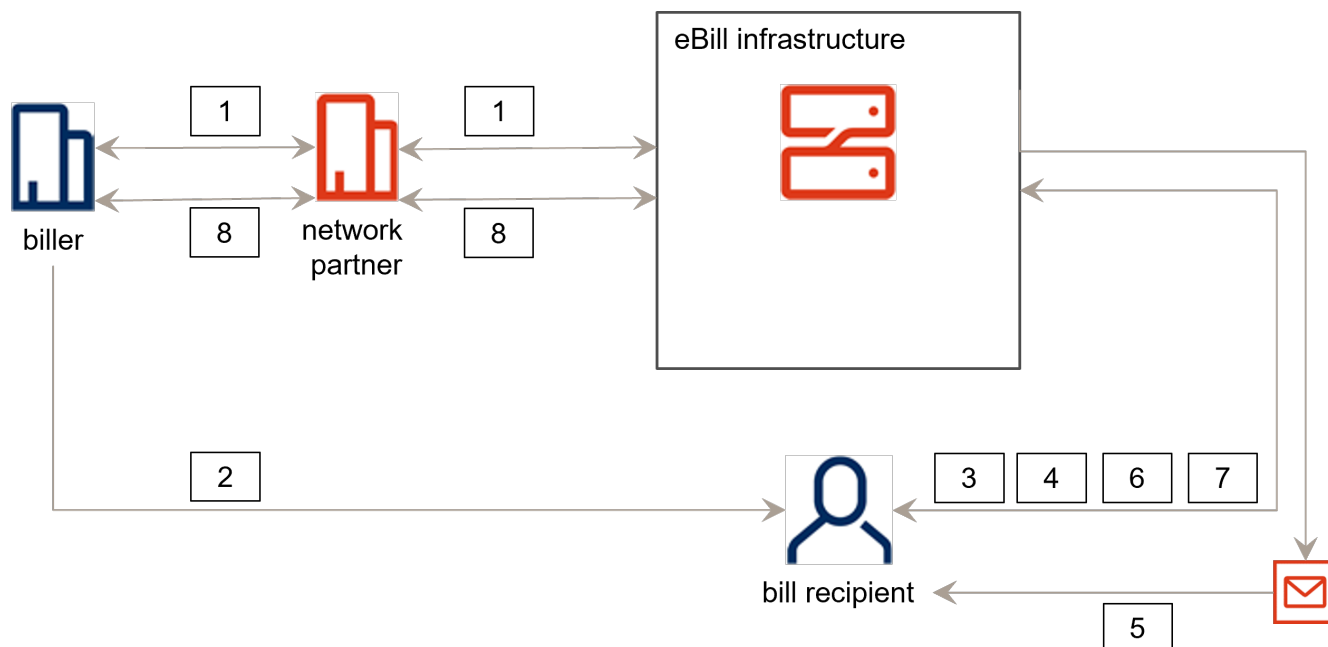 eBill infrastructure
1
1
biller
8
network
partner
8
2
3
4
6
7
bill recipient
5